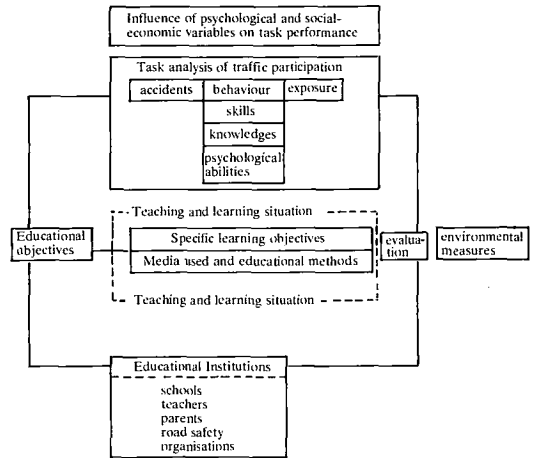 Influence of psychological and social-
economic variables on task performance
Task analysis of traffic participation
accidents
behaviour
exposure
skills
knowledges
psychological
abilities
Teaching and learning situation
Educational
objectives
Specific learning objectives
Media used and educational methods
evalua-
tion
environmental
measures
Teaching and learning situation
Educational Institutions
schools
teachers
parents
road safety
organisations